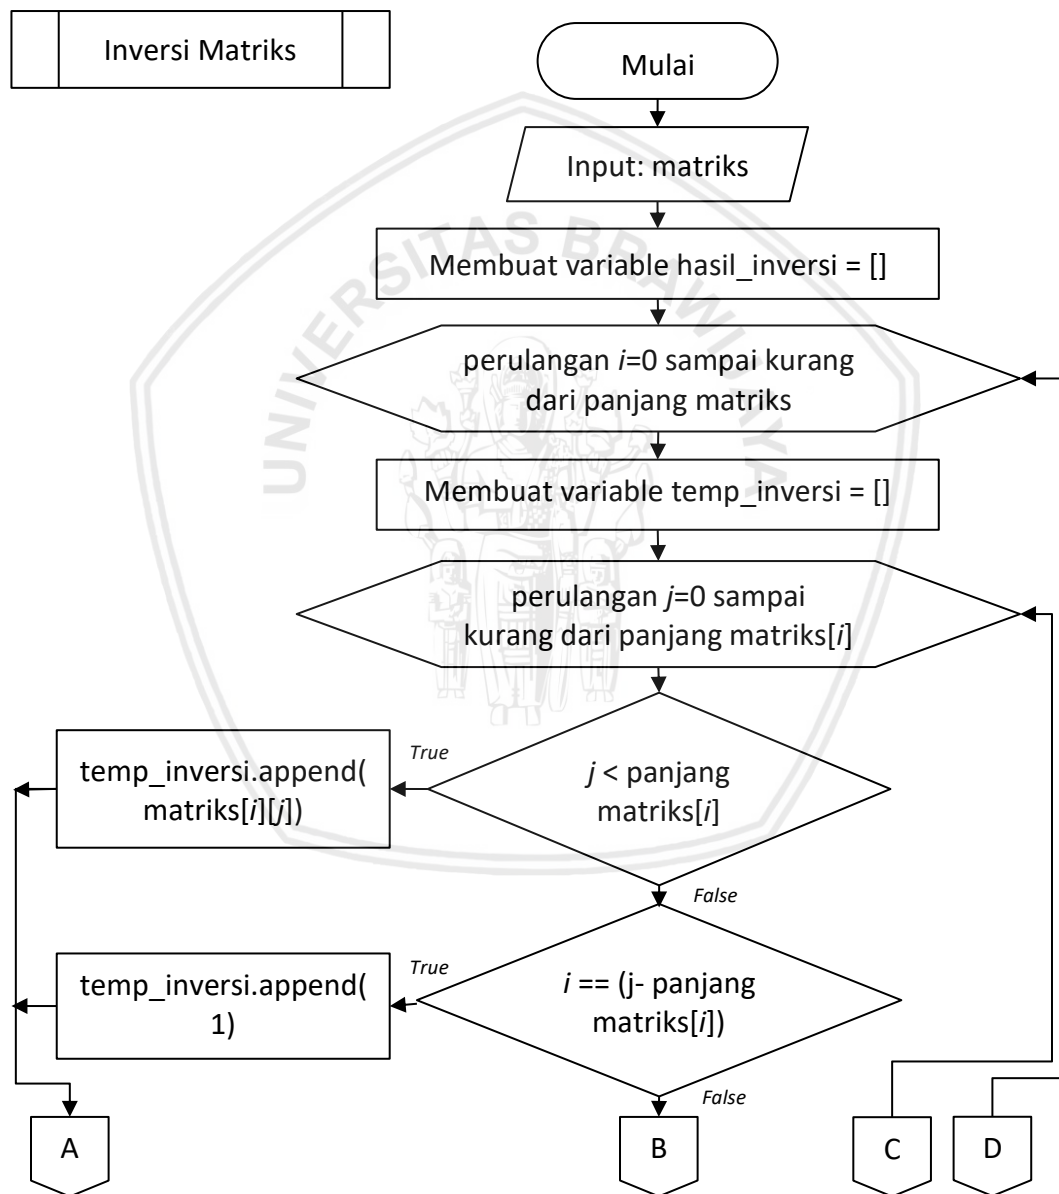 Inversi Matriks
Mulai
Input: matriks
Membuat variable hasil_inversi = []
perulangan i=0 sampai kurang
dari panjang matriks
Membuat variable temp_inversi = []
perulangan j=0 sampai
kurang dari panjang matriks[i]
True
temp_inversi.append(
matriks[i][j])
j < panjang
matriks[i]
False
True
temp_inversi.append(
1)
i == (j- panjang
matriks[i])
False
A
B
C
D
UNIVERSITAS BRAWIJAYA